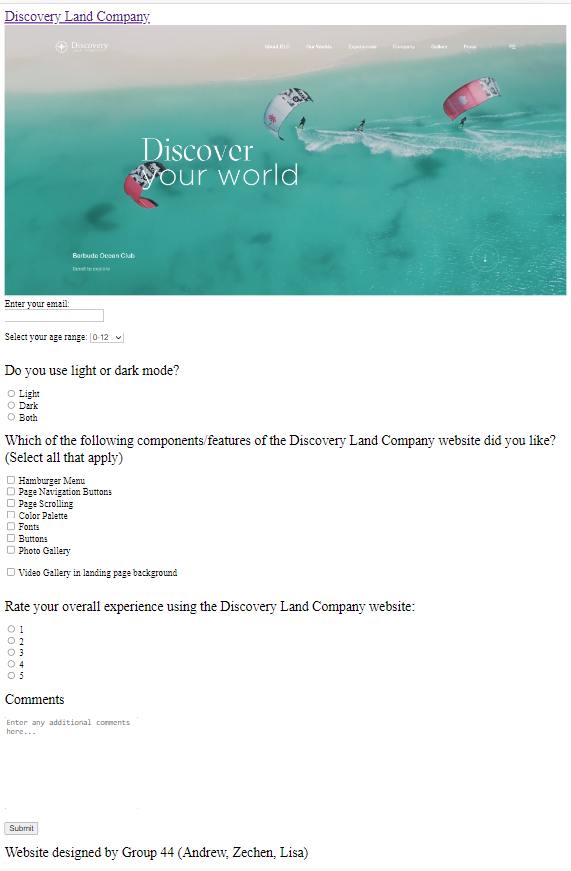 Discovery Land Company
Discovery
About DLC Our Worlds Experiences Company Gallery Press
Discover
your world
Barbuda Ocean Club
Scroll to explore
Enter your email:
Select your age range: 0-12
Do you use light or dark mode?
Light
Dark
Both
Which of the following components/features of the Discovery Land Company website did you like?
(Select all that apply)
Hamburger Menu
Page Navigation Buttons
Page Scrolling
Color Palette
Fonts
Buttons
Photo Gallery
Video Gallery in landing page background
Rate your overall experience using the Discovery Land Company website:
1
2
3
4
5
Comments
Enter any additional comments
here...
Submit
Website designed by Group 44 (Andrew, Zechen, Lisa)